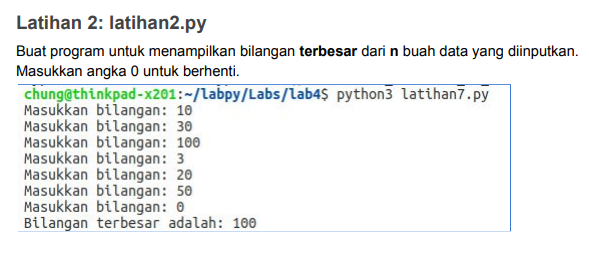 Latihan 2: latihan2.py
Buat program untuk menampilkan bilangan terbesar dari n buah data yang diinputkan.
Masukkan angka 0 untuk berhenti.
chung@thinkpad-x201:~/labpy/Labs/lab4$ python3 latihan7.py
Masukkan bilangan: 10
Masukkan bilangan: 30
Masukkan bilangan: 100
Masukkan bilangan: 3
Masukkan bilangan: 20
Masukkan bilangan: 50
Masukkan bilangan: 0
Bilangan terbesar adalah: 100